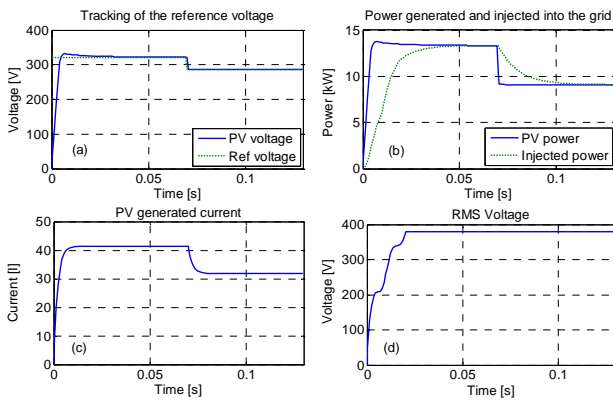 Tracking of the reference voltage
400
300
200
100
0
Voltage [V]
(a)
PV voltage
Ref voltage
0 0.05 0.1
Time [s]
Power generated and injected into the grid
15
10
5
0
Power [kW]
(b)
PV power
Injected power
0 0.05 0.1
Time [s]
PV generated current
50
40
30
20
10
0
Current [I]
(c)
0 0.05 0.1
Time [s]
RMS Voltage
400
300
200
100
0
Voltage [V]
(d)
0 0.05 0.1
Time [s]